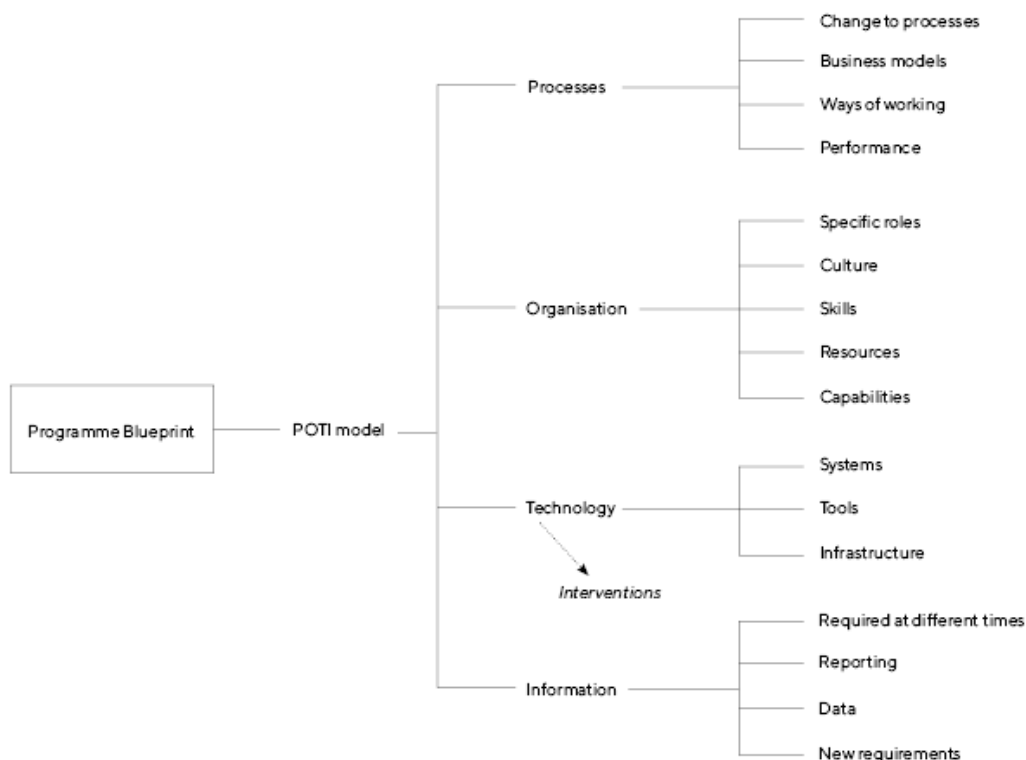 Programme Blueprint
POTI model
Processes
Change to processes
Business models
Ways of working
Performance
Organisation
Specific roles
Culture
Skills
Resources
Capabilities
Technology
Systems
Tools
Infrastructure
Interventions
Information
Required at different times
Reporting
Data
New requirements